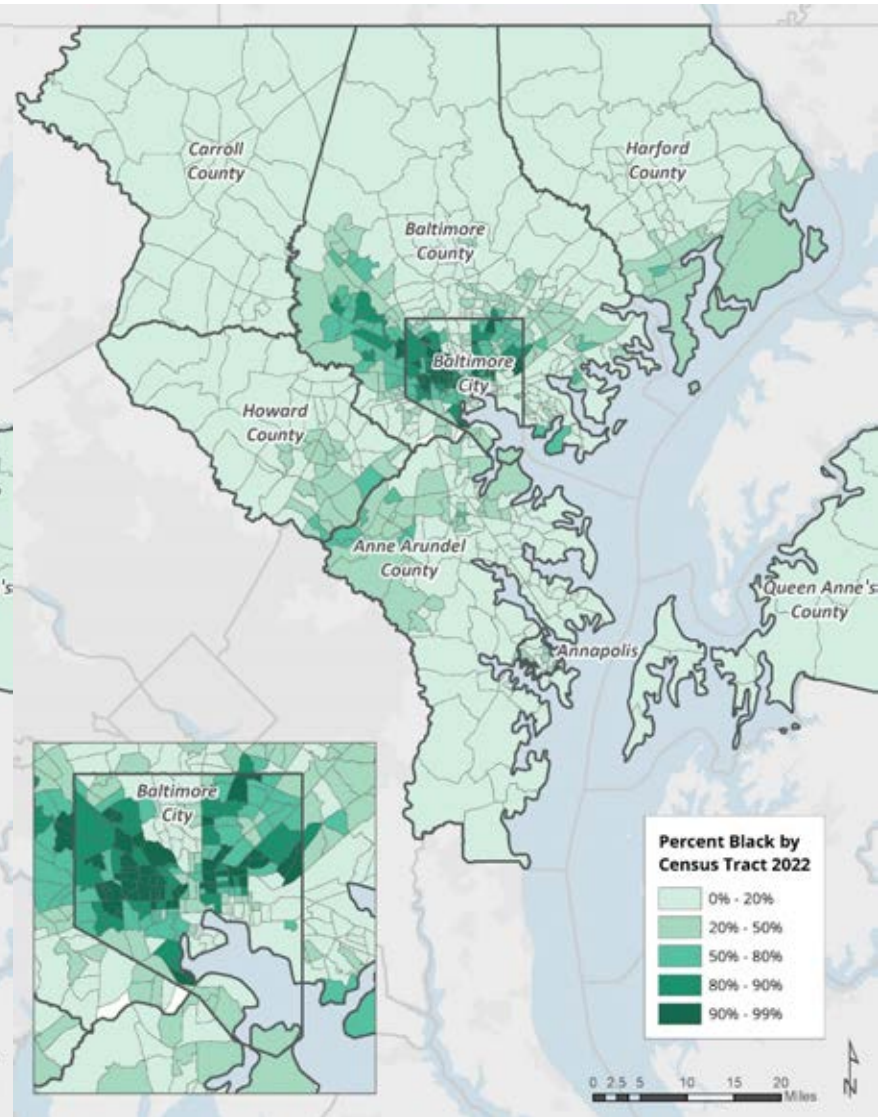 Carroll
County
Harford
County
Baltimore
County
Baltimore
City
Howard
County
Anne Arundel
County
's
Queen Anne's
County
Annapolis
Baltimore
City
Percent Black by
Census Tract 2022
0% - 20%
20% - 50%
50% - 80%
80% - 90%
90% - 99%
0 2.5 5 10 15 20
Miles
N